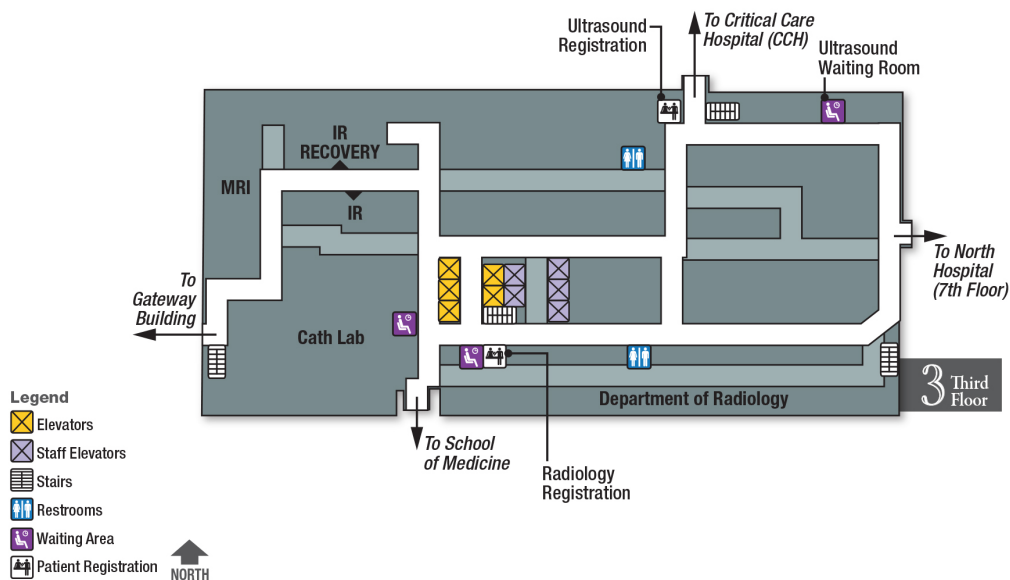 Ultrasound
Registration
To Critical Care
Hospital (CCH)
Ultrasound
Waiting Room
IR
RECOVERY
MRI
IR
To
Gateway
Building
Cath Lab
To North
Hospital
(7th Floor)
Department of Radiology
3 Third
Floor
To School
of Medicine
Radiology
Registration
Legend
Elevators
Staff Elevators
Stairs
Restrooms
Waiting Area
Patient Registration
NORTH